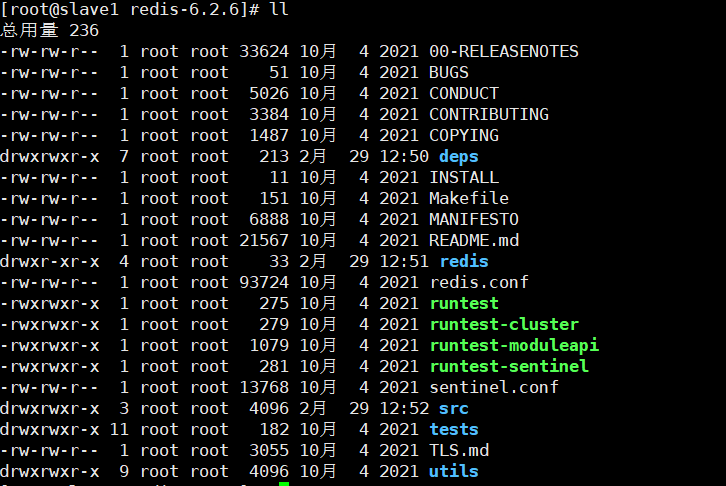 [root@slave1 redis-6.2.6]# ll
总用量 236
-rw-rw-r--  1 root root 33624 10月  4 2021 00-RELEASENOTES
-rw-rw-r--  1 root root    51 10月  4 2021 BUGS
-rw-rw-r--  1 root root  5026 10月  4 2021 CONDUCT
-rw-rw-r--  1 root root  3384 10月  4 2021 CONTRIBUTING
-rw-rw-r--  1 root root  1487 10月  4 2021 COPYING
drwxrwxr-x  7 root root   213 2月  29 12:50 deps
-rw-rw-r--  1 root root    11 10月  4 2021 INSTALL
-rw-rw-r--  1 root root   151 10月  4 2021 Makefile
-rw-rw-r--  1 root root  6888 10月  4 2021 MANIFESTO
-rw-rw-r--  1 root root 21567 10月  4 2021 README.md
drwxr-xr-x  4 root root    33 2月  29 12:51 redis
-rw-rw-r--  1 root root 93724 10月  4 2021 redis.conf
-rwxrwxr-x  1 root root   275 10月  4 2021 runtest
-rwxrwxr-x  1 root root   279 10月  4 2021 runtest-cluster
-rwxrwxr-x  1 root root  1079 10月  4 2021 runtest-moduleapi
-rwxrwxr-x  1 root root   281 10月  4 2021 runtest-sentinel
-rw-rw-r--  1 root root 13768 10月  4 2021 sentinel.conf
drwxrwxr-x  3 root root  4096 2月  29 12:52 src
drwxrwxr-x 11 root root   182 10月  4 2021 tests
-rw-rw-r--  1 root root  3055 10月  4 2021 TLS.md
drwxrwxr-x  9 root root  4096 10月  4 2021 utils